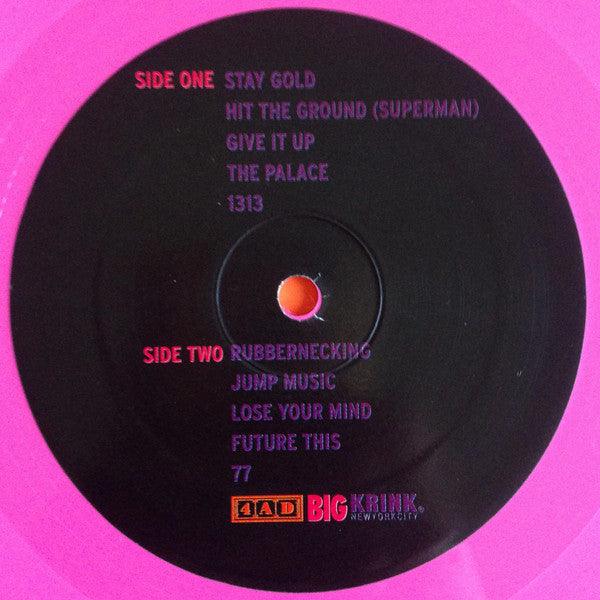 SIDE ONE STAY GOLD
HIT THE GROUND (SUPERMAN)
GIVE IT UP
THE PALACE
1313
SIDE TWO RUBBERNECKING
JUMP MUSIC
LOSE YOUR MIND
FUTURE THIS
77
4AD BIG KRINK®
NEW YORK CITY